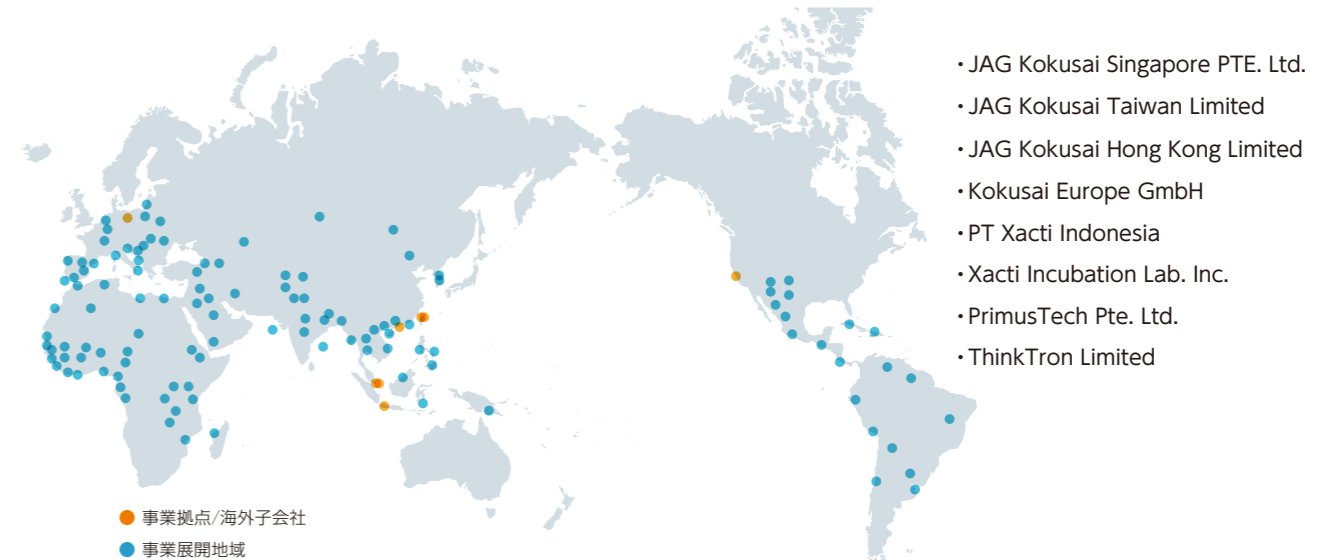 ・JAG Kokusai Singapore PTE. Ltd.
・JAG Kokusai Taiwan Limited
・JAG Kokusai Hong Kong Limited
・Kokusai Europe GmbH
・PT Xacti Indonesia
・Xacti Incubation Lab. Inc.
・PrimusTech Pte. Ltd.
・ThinkTron Limited
事業拠点/海外子会社
事業展開地域